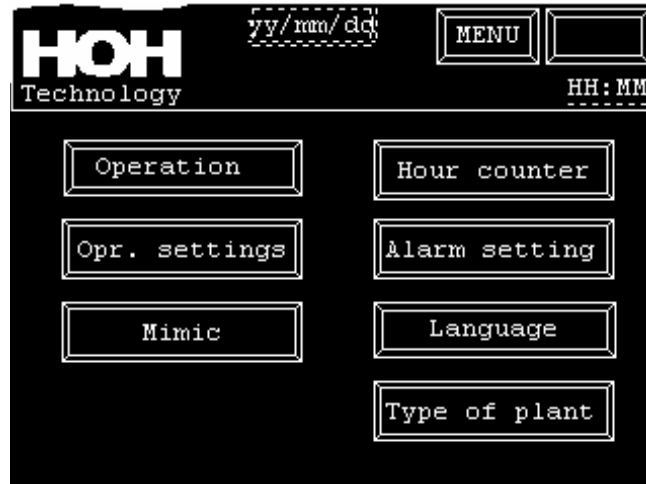 HOH
Technology
yy/mm/dd
MENU
HH:MM
Operation
Opr. settings
Mimic
Hour counter
Alarm setting
Language
Type of plant